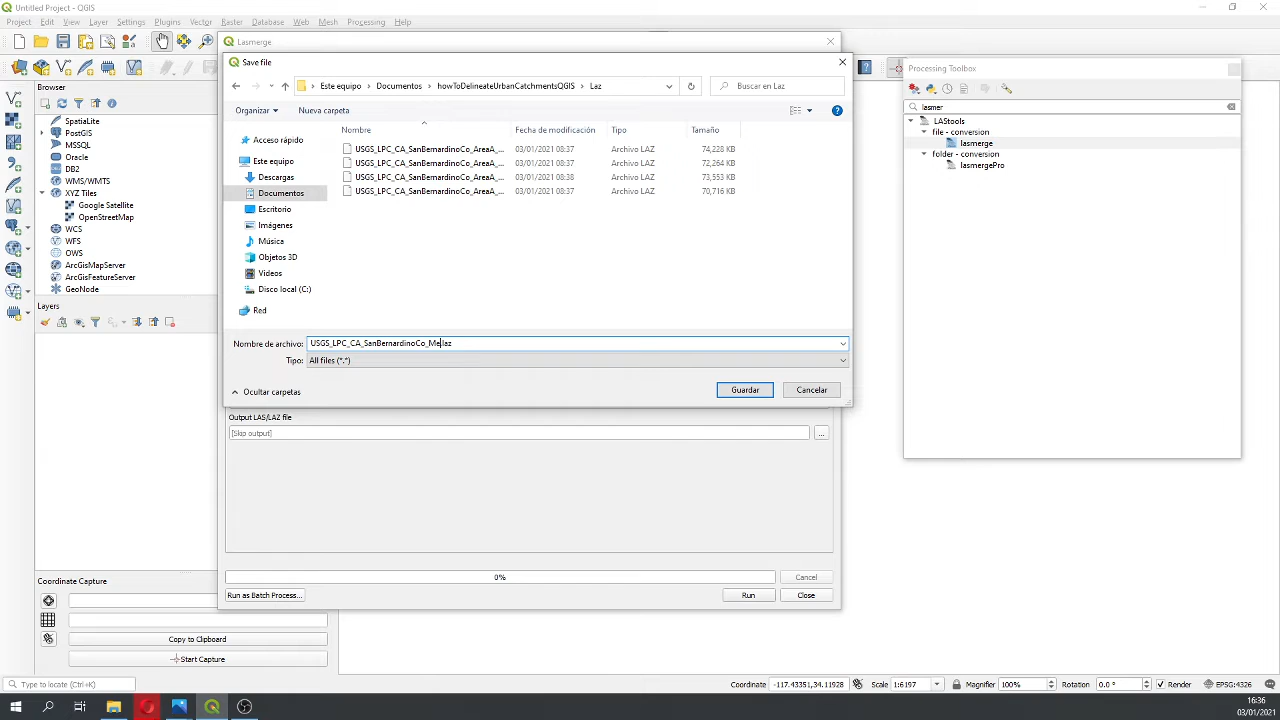 Untitled Project - QGIS
Project Edit View Layer Settings Plugins Vector Raster Database Web Mesh Processing Help
Lasmerge
Save file
Este equipo > Documentos > howToDelineateUrbanCatchmentsQGIS > Laz
Buscar en Laz
Organizar
Nueva carpeta
Nombre Fecha de modificación Tipo Tamaño
Acceso rápido
Este equipo
Descargas
Documentos
Escritorio
Imágenes
Música
Objetos 3D
Vídeos
Disco local (C:)
Red
USGS_LPC_CA_SanBernardinoCo_AreaA_... 03/01/2021 08:37 Archivo LAZ 74,228 KB
USGS_LPC_CA_SanBernardinoCo_AreaA_... 03/01/2021 08:37 Archivo LAZ 72,264 KB
USGS_LPC_CA_SanBernardinoCo_AreaA_... 03/01/2021 08:38 Archivo LAZ 73,553 KB
USGS_LPC_CA_SanBernardinoCo_AreaA_... 03/01/2021 08:37 Archivo LAZ 70,716 KB
Nombre de archivo: USGS_LPC_CA_SanBernardinoCo_Me.laz
Tipo: All files (*.*)
Ocultar carpetas
Guardar
Cancelar
Output LAS/LAZ file
[Skip output]
...
0%
Cancel
Run as Batch Process...
Run
Close
Browser
SpatiaLite
PostGIS
MSSQL
Oracle
DB2
WMS/WMTS
XYZ Tiles
Google Satellite
OpenStreetMap
WCS
WFS
OWS
ArcGisMapServer
ArcGisFeatureServer
GeoNode
Layers
Coordinate Capture
Copy to Clipboard
Start Capture
Processing Toolbox
lasmer
LAStools
file - conversion
lasmerge
folder - conversion
lasmergePro
Type to locate (Ctrl+K)
Coordinate -117.43351,34.11928
Scale 1:6197
Magnifier 100%
Rotation 0.0 °
Render
EPSG:4326
16:36
03/01/2021